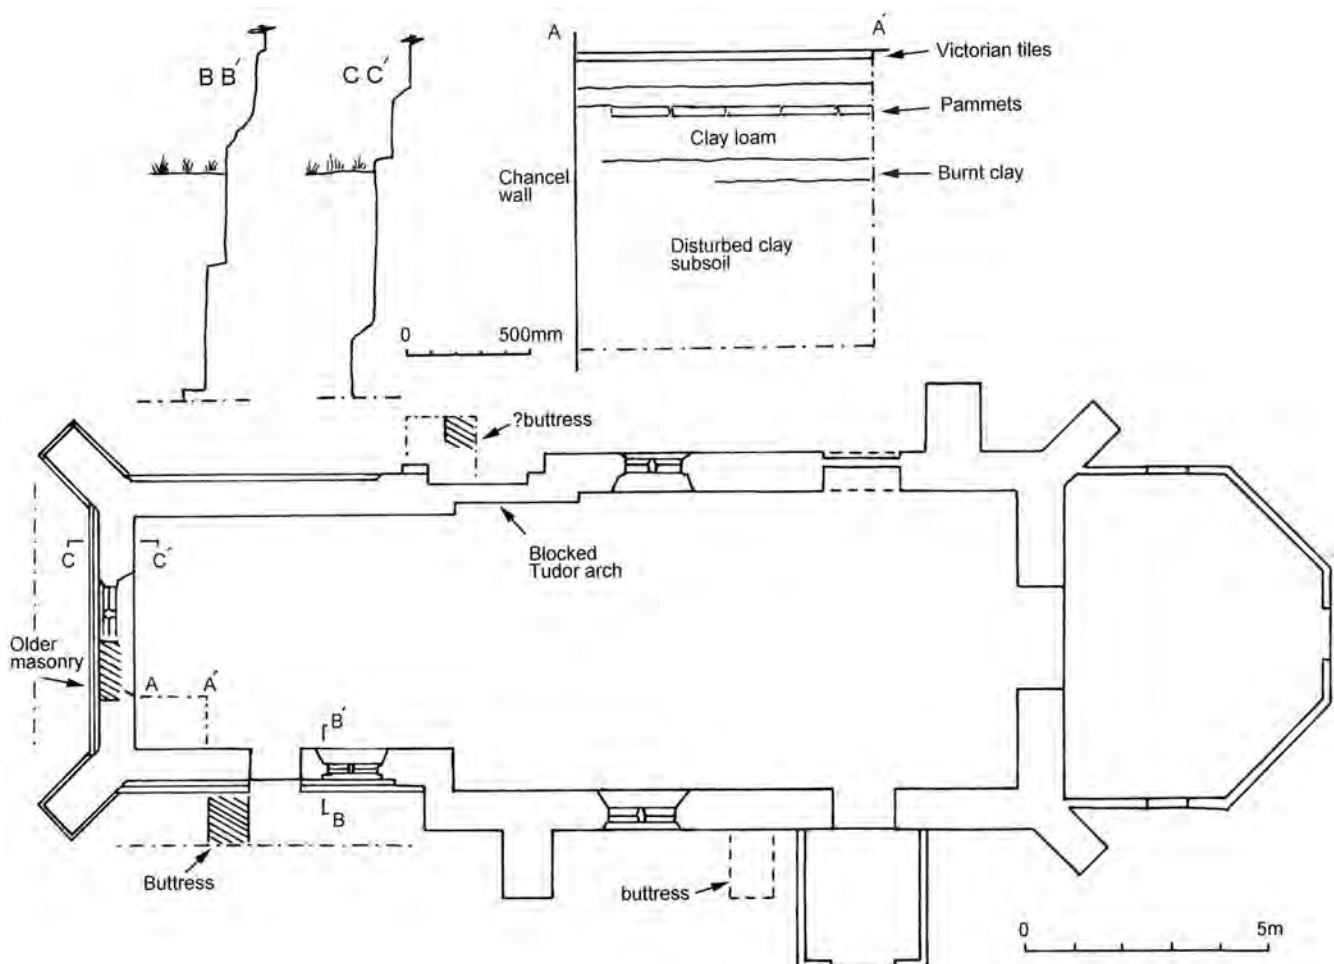 A
A′
B B′
C C′
Victorian tiles
Pammets
Clay loam
Chancel
wall
Burnt clay
Disturbed clay
subsoil
0
500mm
?buttress
C
C′
Blocked
Tudor arch
Older
masonry
A
A′
B′
B
Buttress
buttress
0
5m